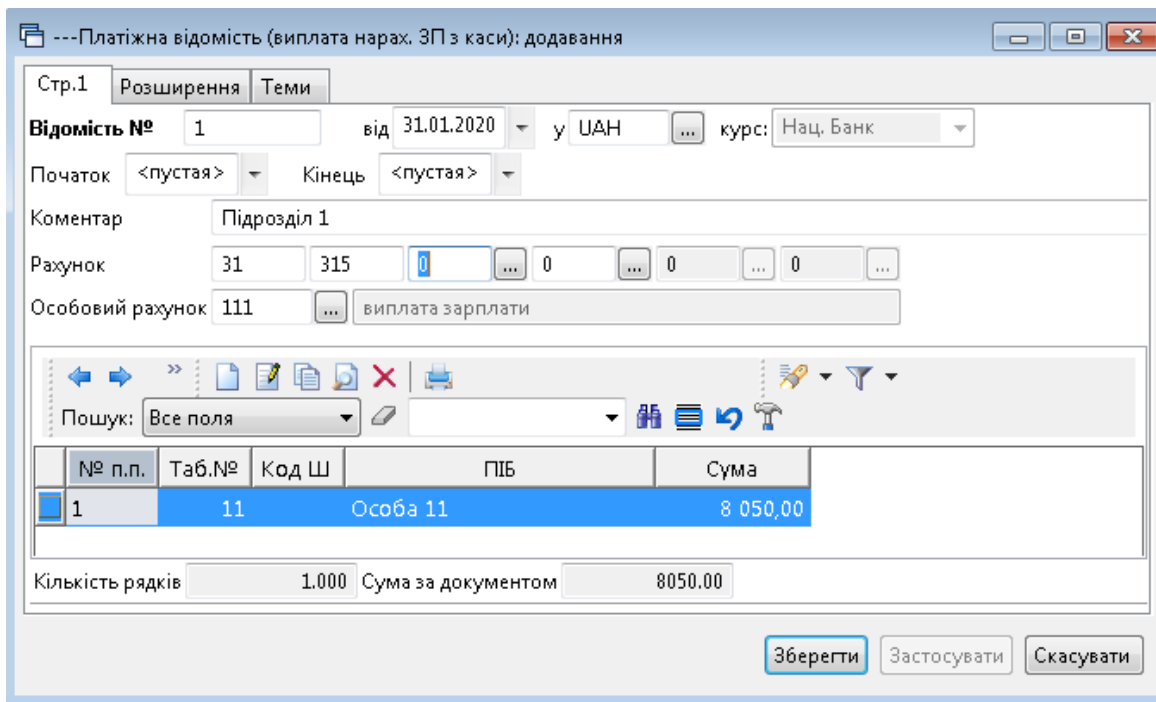 ---Платіжна відомість (виплата нарах. ЗП з каси): додавання
Стр.1 Розширення Теми
Відомість № 1 від 31.01.2020 у UAH ... курс: Нац. Банк
Початок <пустая> Кінець <пустая>
Коментар Підрозділ 1
Рахунок 31 315 0 ... 0 ... 0 ... 0 ...
Особовий рахунок 111 ... виплата зарплати
»
Пошук: Все поля
№ п.п. Таб.№ Код Ш ПІБ Сума
1 11 Особа 11 8 050,00
Кількість рядків 1.000 Сума за документом 8050.00
Зберегти Застосувати Скасувати